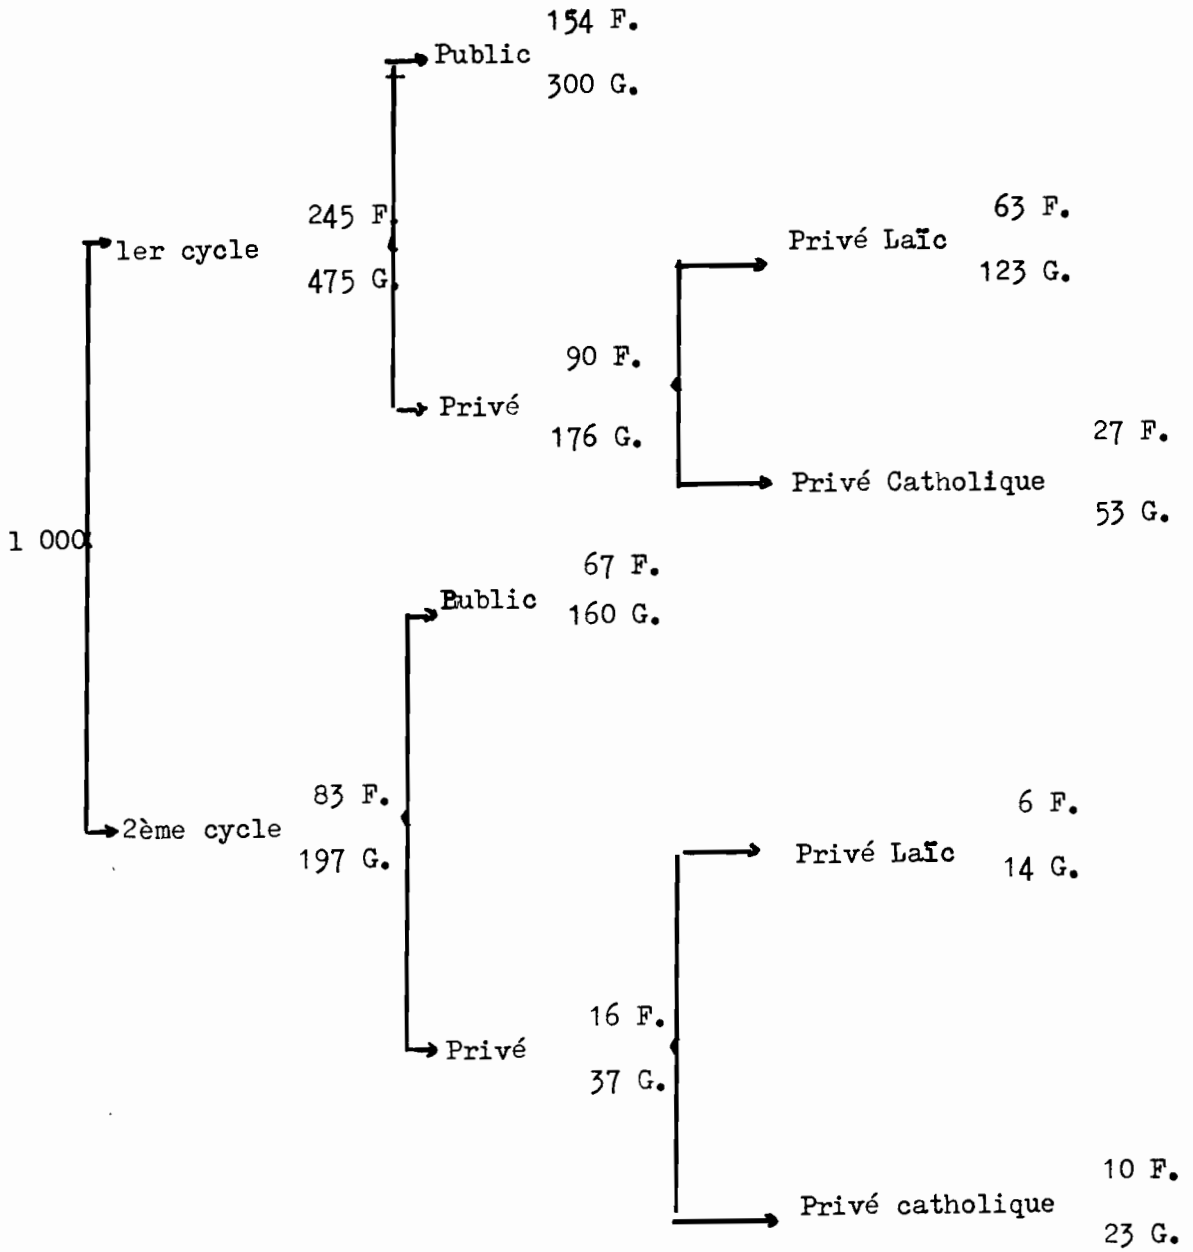 154 F.
Public
300 G.
63 F.
245 F.
Privé Laïc
1er cycle
123 G.
475 G.
90 F.
Privé
176 G.
27 F.
Privé Catholique
53 G.
1 000
67 F.
Public
160 G.
83 F.
6 F.
2ème cycle
Privé Laïc
197 G.
14 G.
16 F.
Privé
37 G.
10 F.
Privé catholique
23 G.